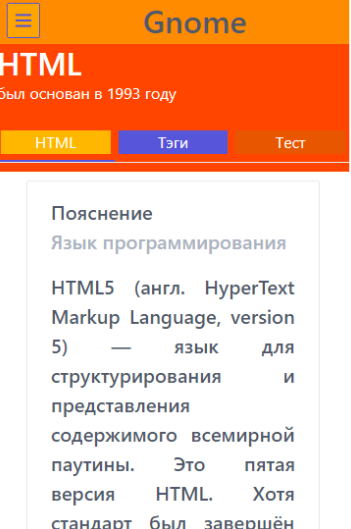 Gnome
HTML
был основан в 1993 году
HTML Тэги Тест
Пояснение
Язык программирования
HTML5 (англ. HyperText
Markup Language, version
5) — язык для
структурирования и
представления
содержимого всемирной
паутины. Это пятая
версия HTML. Хотя
стандарт был завершён